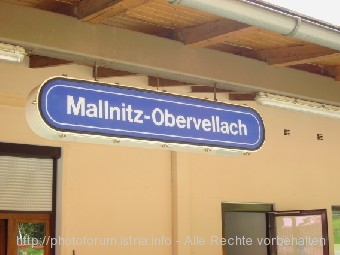 Mallnitz-Obervellach
http://photoforum.istria.info - Alle Rechte vorbehalten